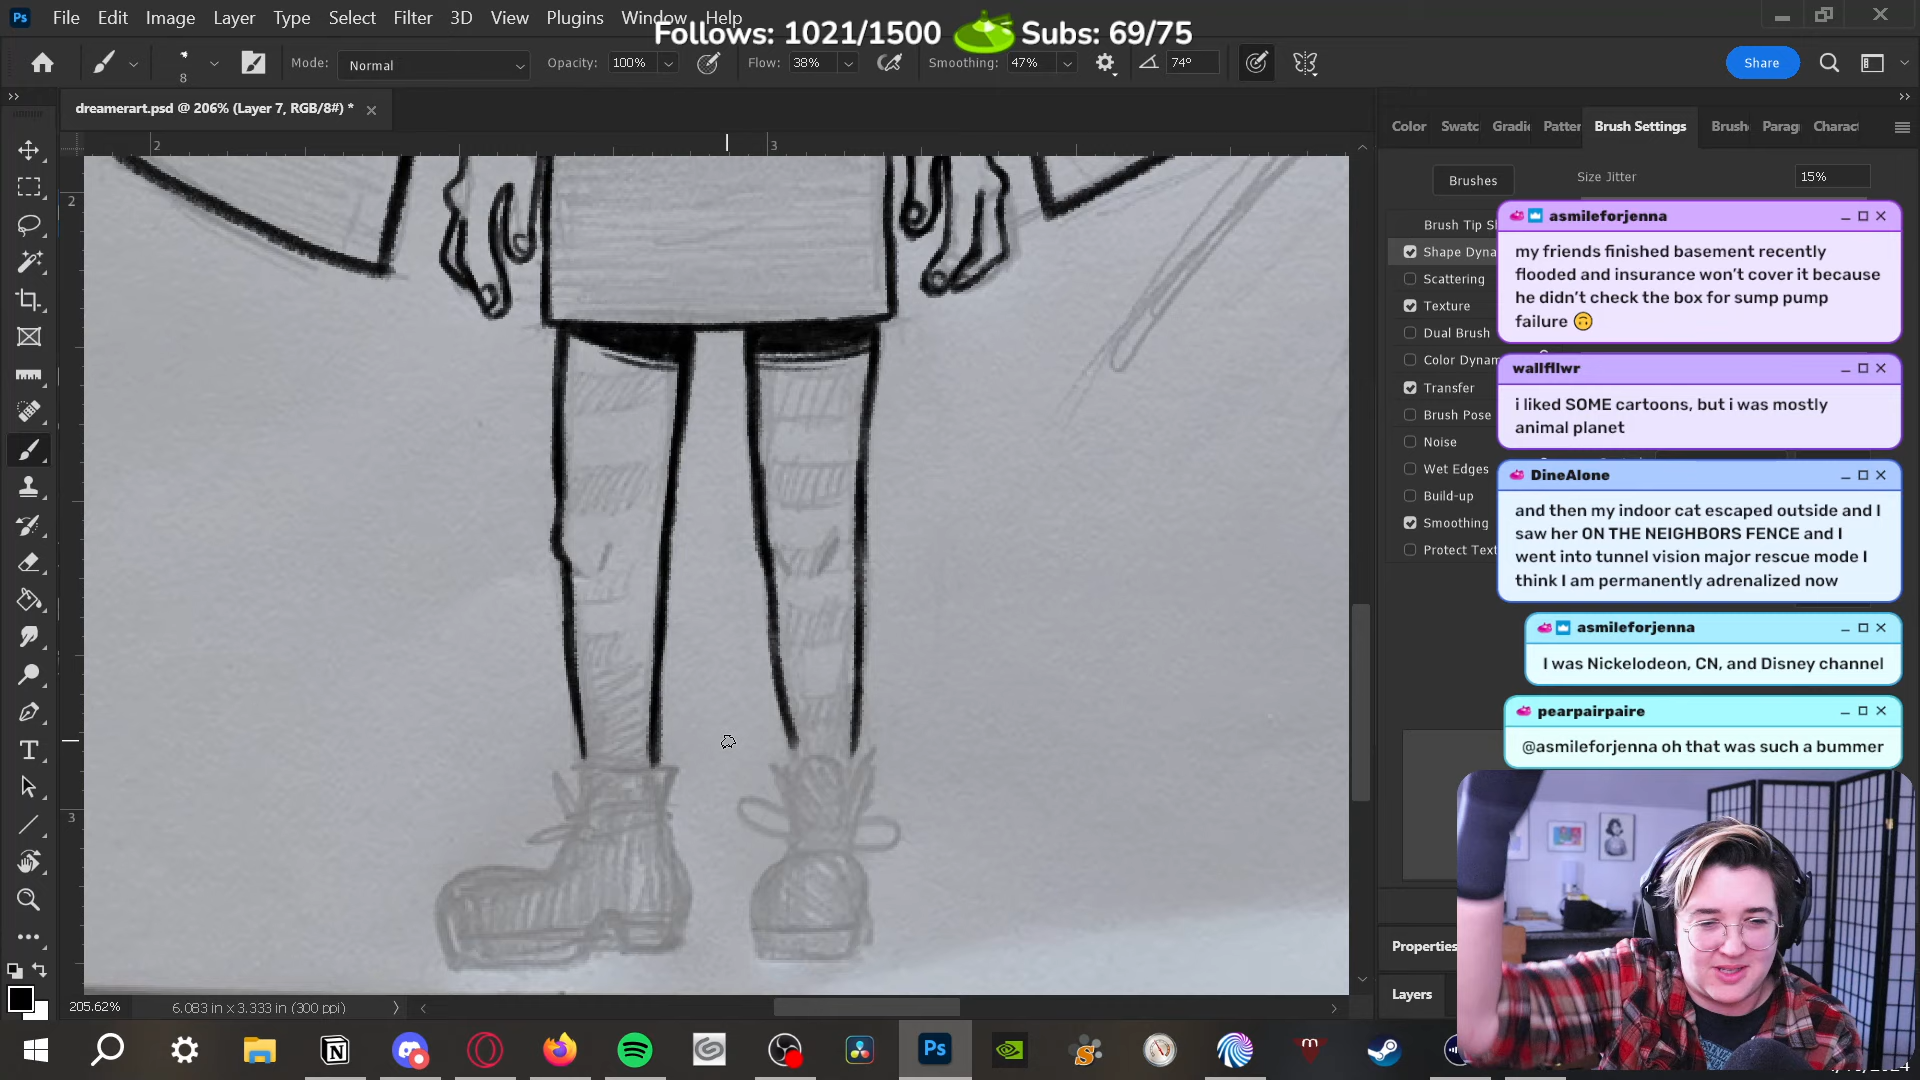 File Edit Image Layer Type Select Filter 3D View Plugins Window Help
Follows: 1021/1500 Subs: 69/75
8 Mode: Normal Opacity: 100% Flow: 38% Smoothing: 47% 74° Share
dreamerart.psd @ 206% (Layer 7, RGB/8#) *
Color Swatc Gradie Patter Brush Settings Brush Parag Charac
2 3
2
3
Brushes Size Jitter 15%
Brush Tip S
Shape Dyna
Scattering
Texture
Dual Brush
Color Dynam
Transfer
Brush Pose
Noise
Wet Edges
Build-up
Smoothing
Protect Text
asmileforjenna
my friends finished basement recently
flooded and insurance won't cover it because
he didn't check the box for sump pump
failure 🙃
wallfllwr
i liked SOME cartoons, but i was mostly
animal planet
DineAlone
and then my indoor cat escaped outside and I
saw her ON THE NEIGHBORS FENCE and I
went into tunnel vision major rescue mode I
think I am permanently adrenalized now
asmileforjenna
I was Nickelodeon, CN, and Disney channel
pearpairpaire
@asmileforjenna oh that was such a bummer
Properties
Layers
205.62% 6.083 in x 3.333 in (300 ppi)
Ps